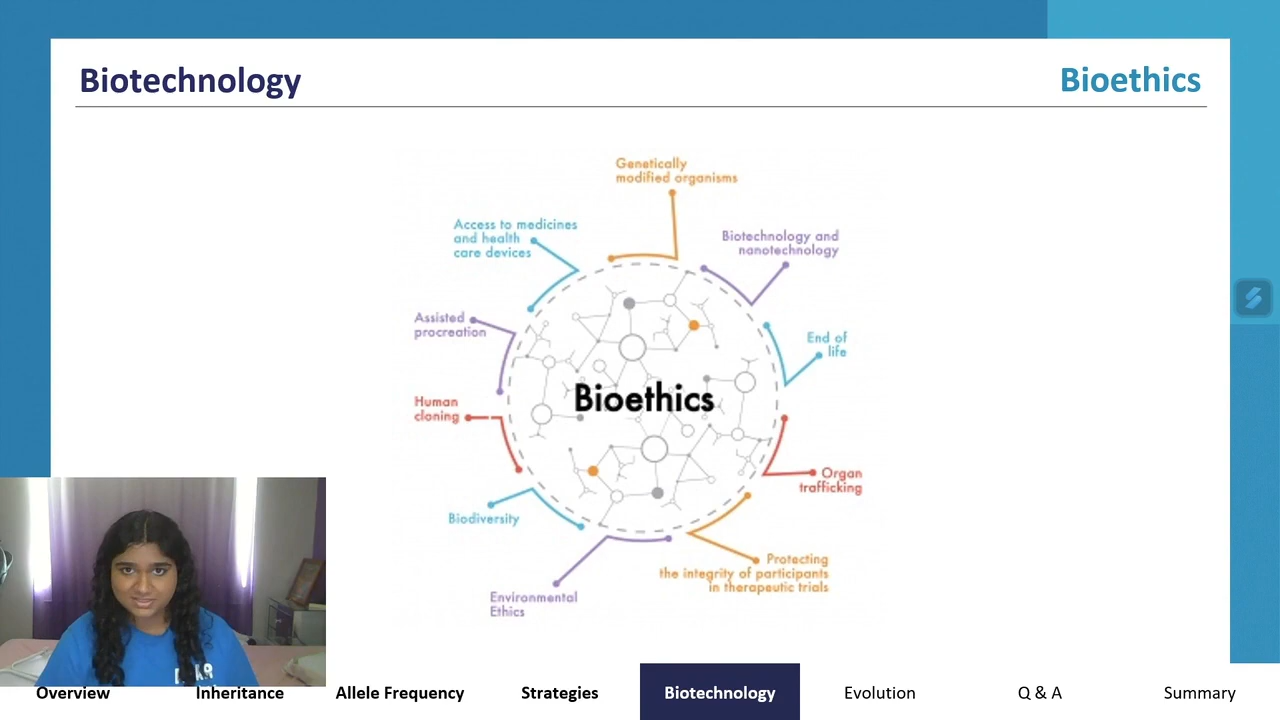 Biotechnology
Bioethics
Genetically
modified organisms
Access to medicines
and health
care devices
Biotechnology and
nanotechnology
Assisted
procreation
End of
life
Bioethics
Human
cloning
Organ
trafficking
Biodiversity
Protecting
the integrity of participants
in therapeutic trials
Environmental
Ethics
Overview
Inheritance
Allele Frequency
Strategies
Biotechnology
Evolution
Q & A
Summary